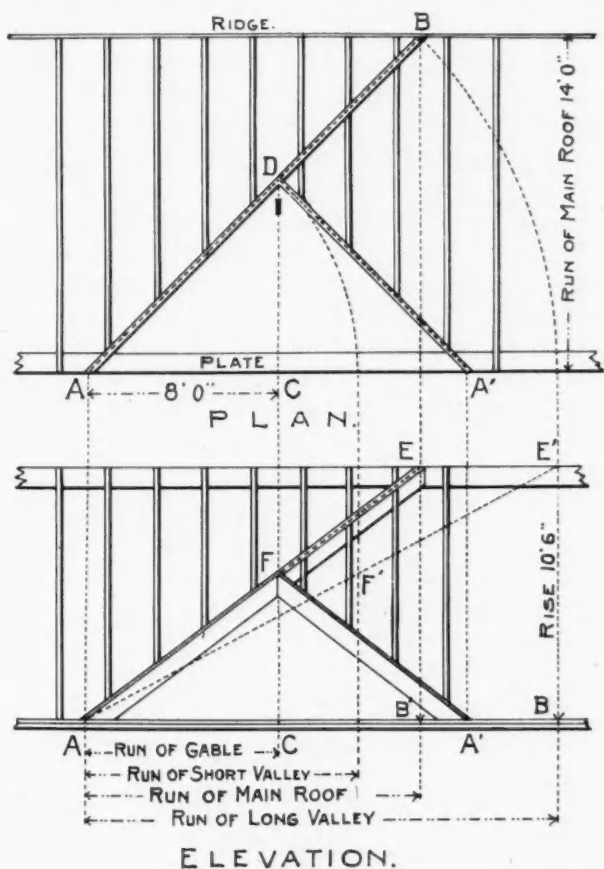 RIDGE.
B
D
RUN OF MAIN ROOF 14'0"
PLATE
A
8'0"
C
A'
PLAN.
E
E'
F
F'
RISE 10'6"
B'
B
A
C
A'
RUN OF GABLE
RUN OF SHORT VALLEY
RUN OF MAIN ROOF
RUN OF LONG VALLEY
ELEVATION.